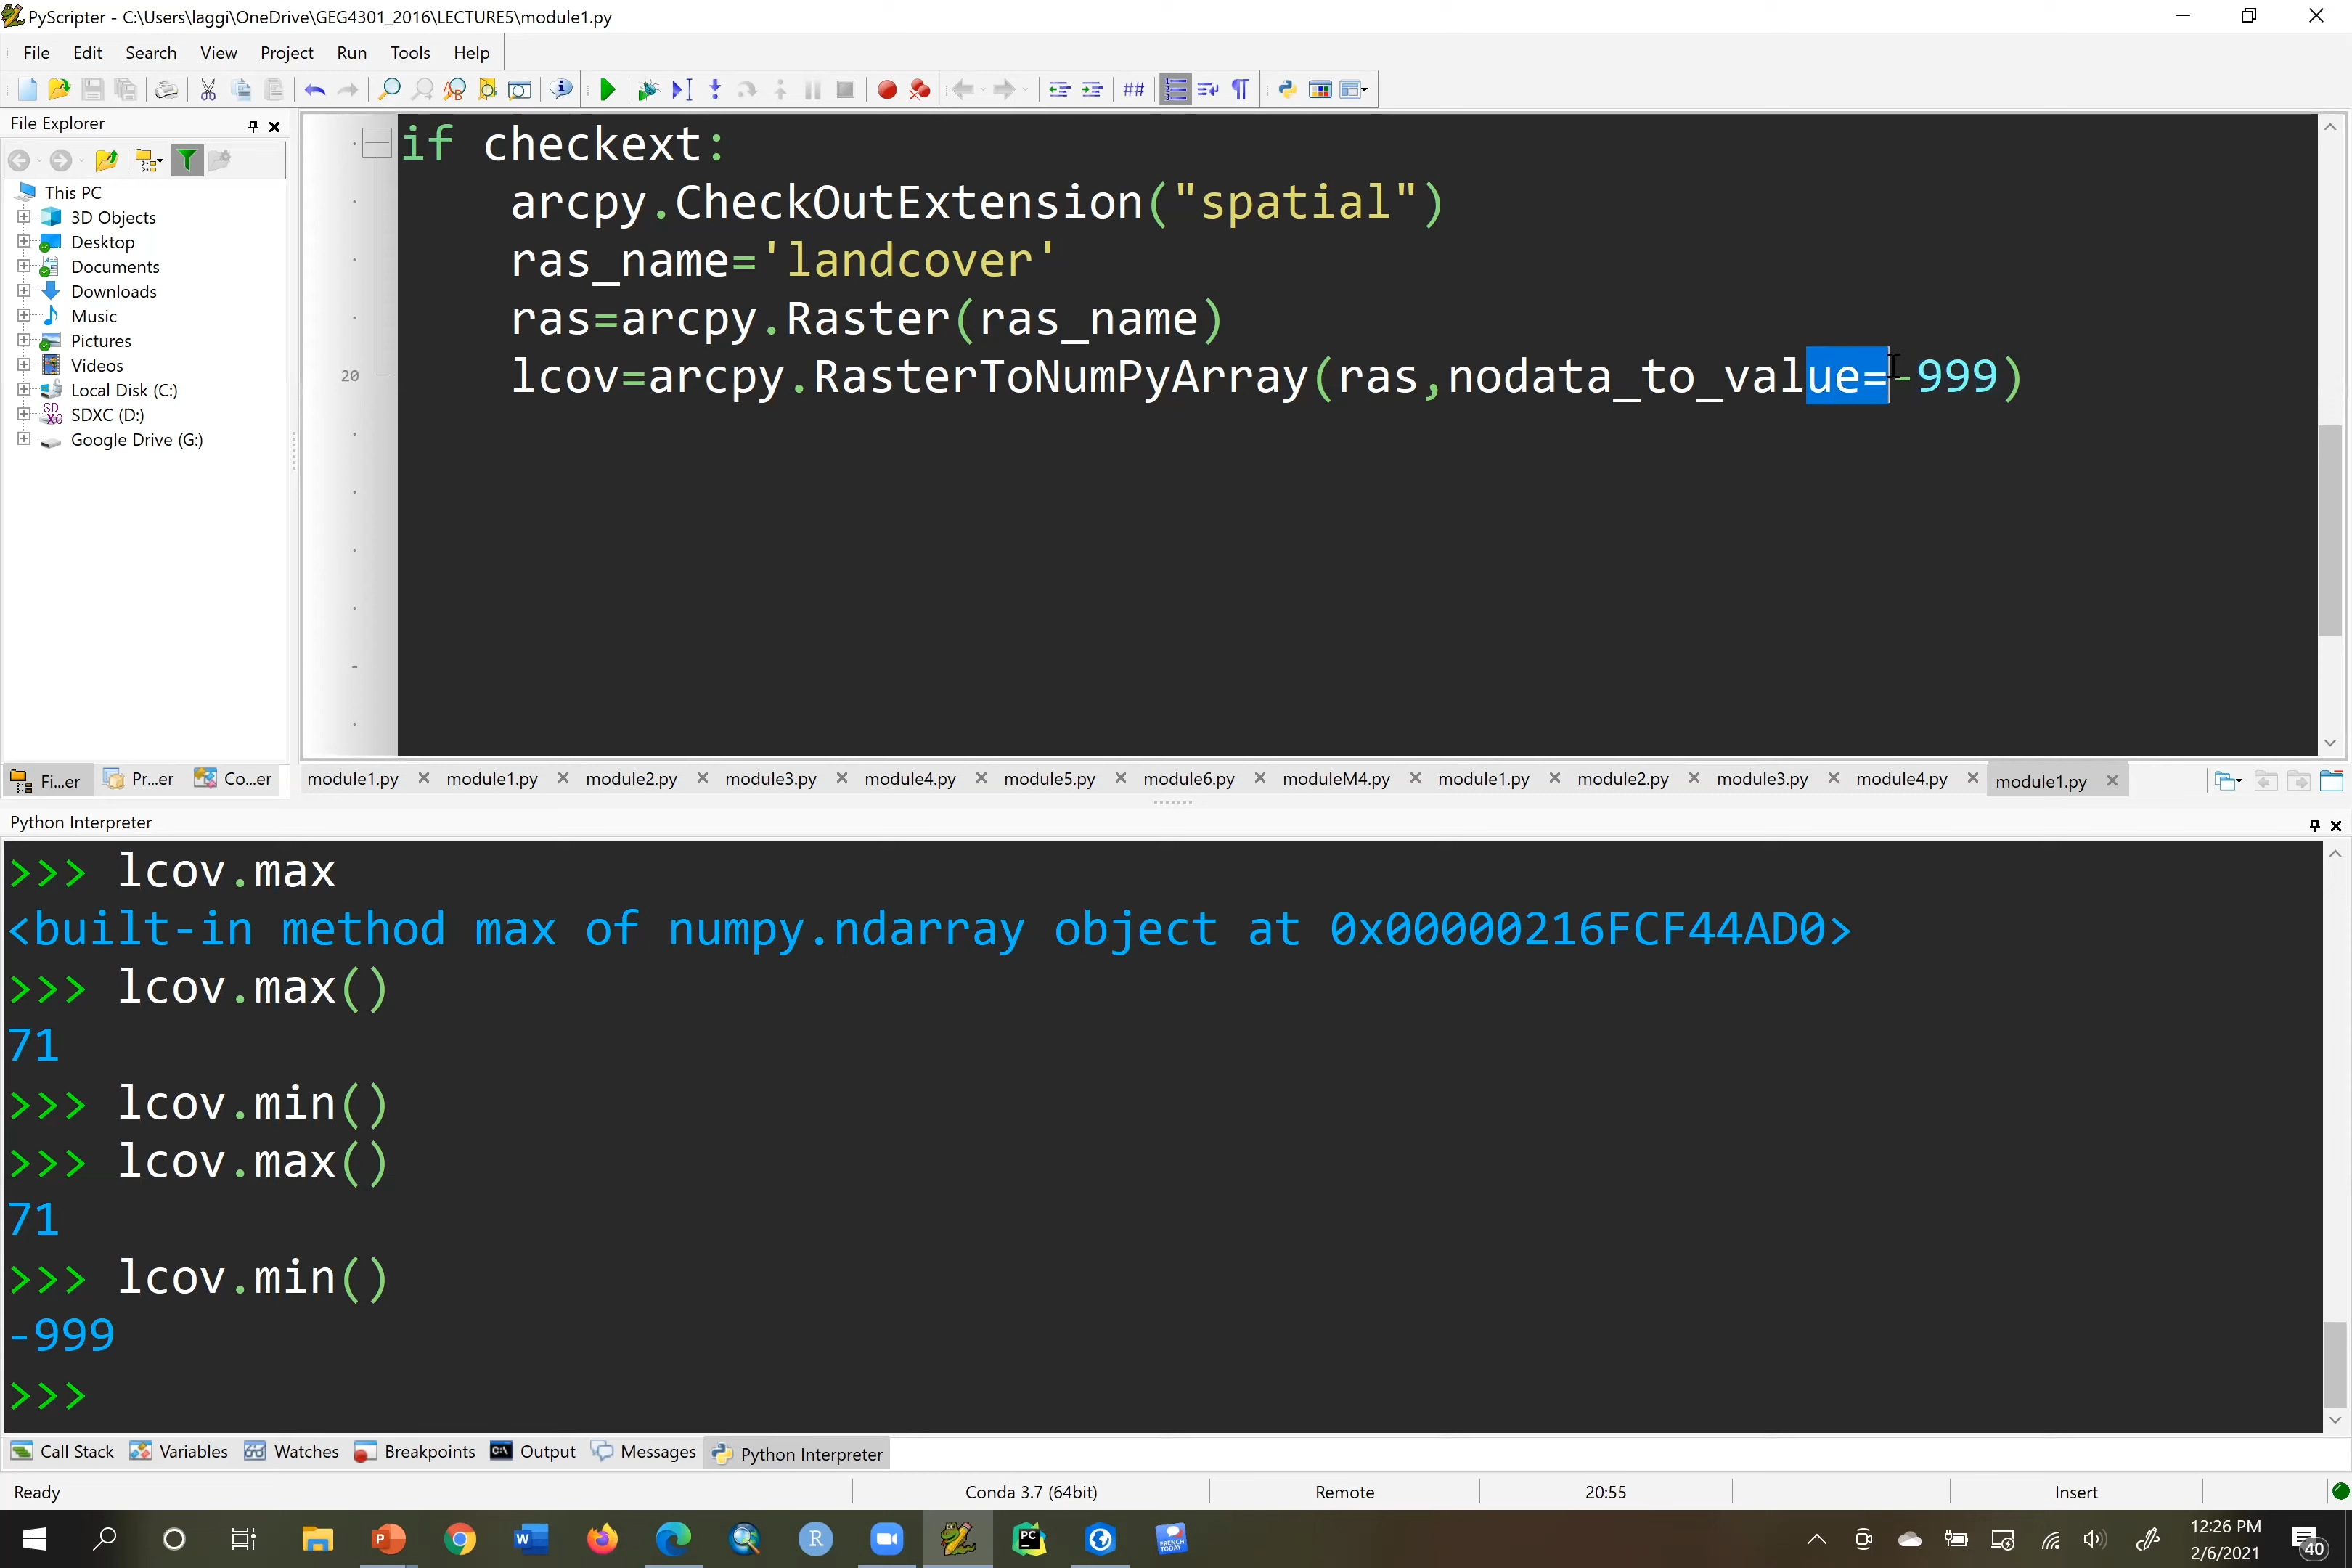 PyScripter - C:\Users\laggi\OneDrive\GEG4301_2016\LECTURE5\module1.py
File Edit Search View Project Run Tools Help
File Explorer
This PC
3D Objects
Desktop
Documents
Downloads
Music
Pictures
Videos
Local Disk (C:)
SDXC (D:)
Google Drive (G:)
Fi...er Pr...er Co...er
if checkext:
arcpy.CheckOutExtension("spatial")
ras_name='landcover'
ras=arcpy.Raster(ras_name)
20 lcov=arcpy.RasterToNumPyArray(ras,nodata_to_value=-999)
module1.py module1.py module2.py module3.py module4.py module5.py module6.py moduleM4.py module1.py module2.py module3.py module4.py module1.py
Python Interpreter
>>> lcov.max
<built-in method max of numpy.ndarray object at 0x00000216FCF44AD0>
>>> lcov.max()
71
>>> lcov.min()
>>> lcov.max()
71
>>> lcov.min()
-999
>>>
Call Stack Variables Watches Breakpoints Output Messages Python Interpreter
Ready Conda 3.7 (64bit) Remote 20:55 Insert
12:26 PM
2/6/2021
40